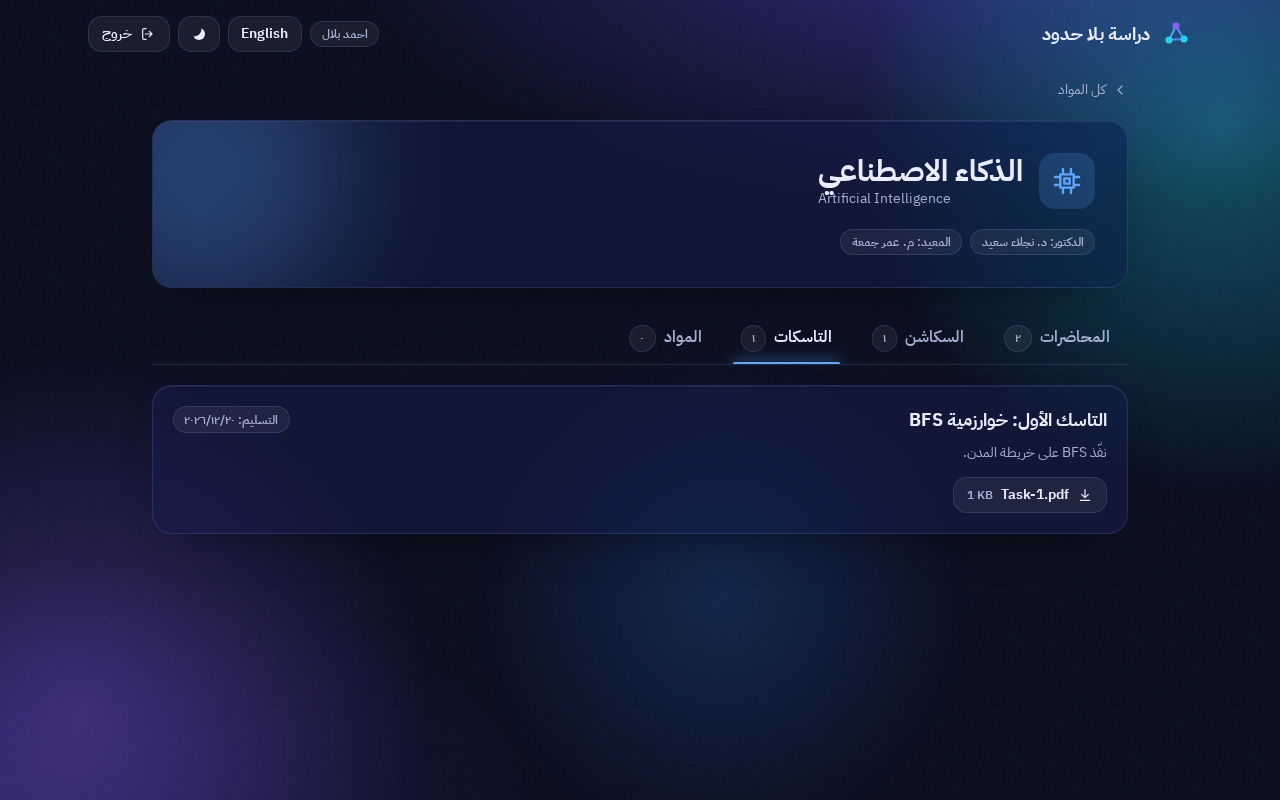 دراسة بلا حدود
احمد بلال
English
خروج
كل المواد
الذكاء الاصطناعي
Artificial Intelligence
الدكتور: د. نجلاء سعيد
المعيد: م. عمر جمعة
المحاضرات ٢
السكاشن ١
التاسكات ١
المواد ٠
التاسك الأول: خوارزمية BFS
التسليم: ٢٠٢٦/١٢/٢٠
نفّذ BFS على خريطة المدن.
Task-1.pdf 1 KB